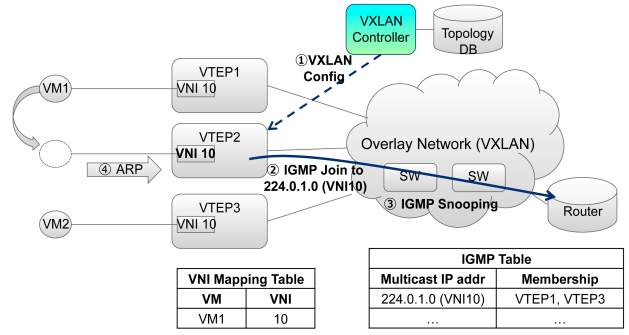 VXLAN
Controller
Topology
DB
①VXLAN
Config
VTEP1
VNI 10
VM1
VTEP2
VNI 10
④ ARP
② IGMP Join to
224.0.1.0 (VNI10)
Overlay Network (VXLAN)
SW SW
③ IGMP Snooping
Router
VTEP3
VNI 10
VM2
VNI Mapping Table
VM VNI
VM1 10
IGMP Table
Multicast IP addr Membership
224.0.1.0 (VNI10) VTEP1, VTEP3
… …